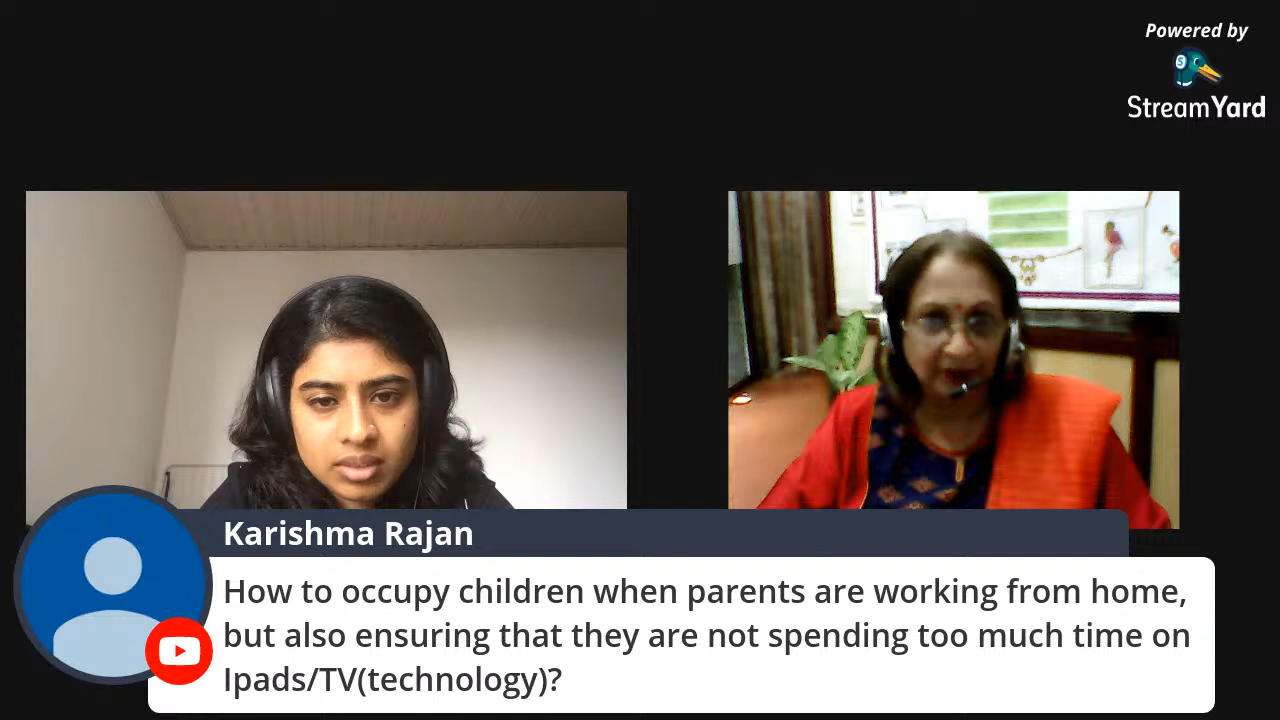 Powered by
StreamYard
Karishma Rajan
How to occupy children when parents are working from home,
but also ensuring that they are not spending too much time on
Ipads/TV(technology)?